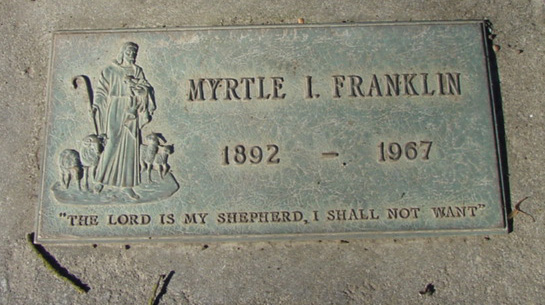 MYRTLE I. FRANKLIN
1892 - 1967
"THE LORD IS MY SHEPHERD, I SHALL NOT WANT"